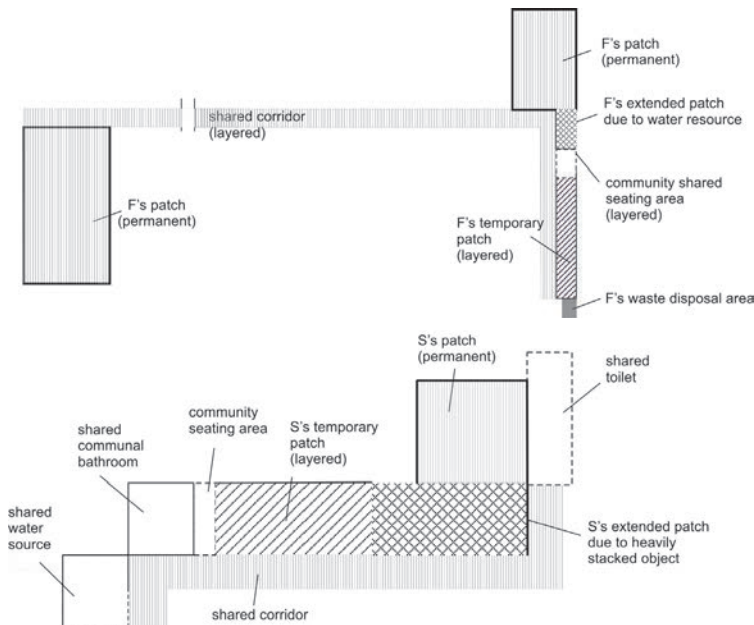 F's patch
(permanent)
shared corridor
(layered)
F's extended patch
due to water resource
F's patch
(permanent)
community shared
seating area
(layered)
F's temporary
patch
(layered)
F's waste disposal area
S's patch
(permanent)
shared
toilet
community
seating area
S's temporary
patch
(layered)
shared
communal
bathroom
shared
water
source
S's extended patch
due to heavily
stacked object
shared corridor